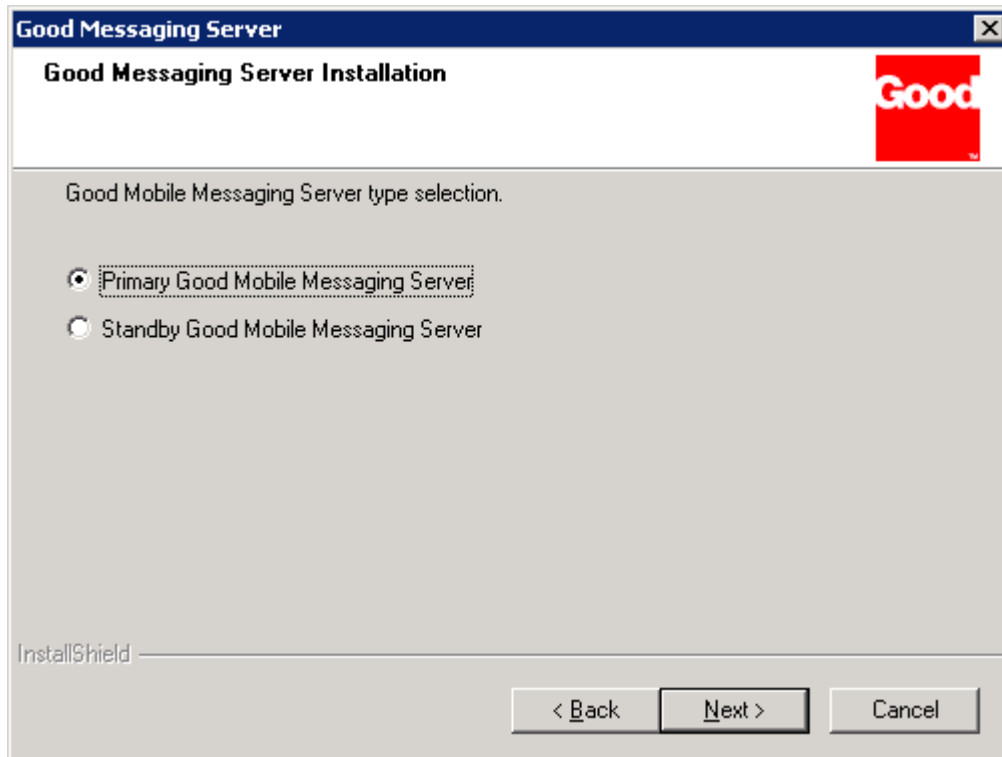 Good Messaging Server
Good Messaging Server Installation
Good
™
Good Mobile Messaging Server type selection.
Primary Good Mobile Messaging Server
Standby Good Mobile Messaging Server
InstallShield
< Back
Next >
Cancel